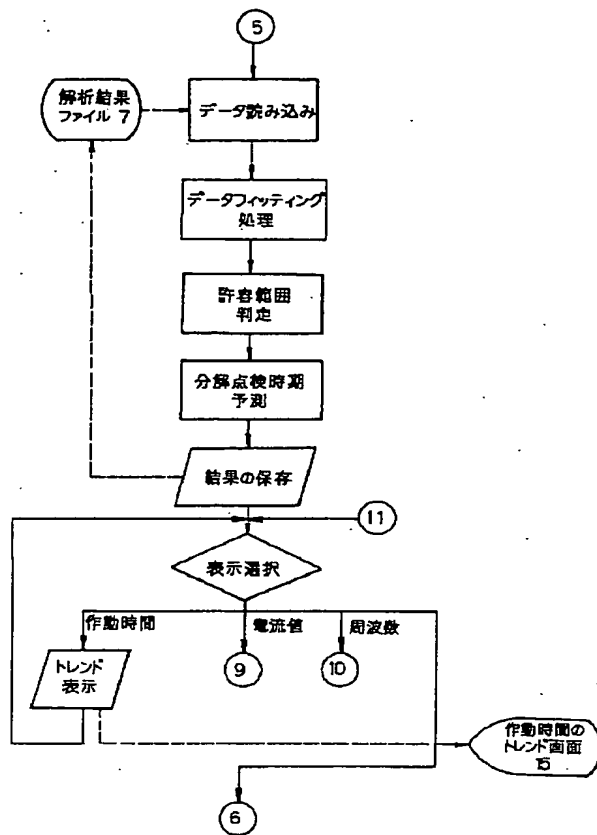 5
解析結果
ファイル 7
データ読み込み
データフィッティング
処理
許容範囲
判定
分解点検時期
予測
結果の保存
11
表示選択
作動時間
電流値
周波数
トレンド
表示
9
10
作動時間の
トレンド画面
15
6